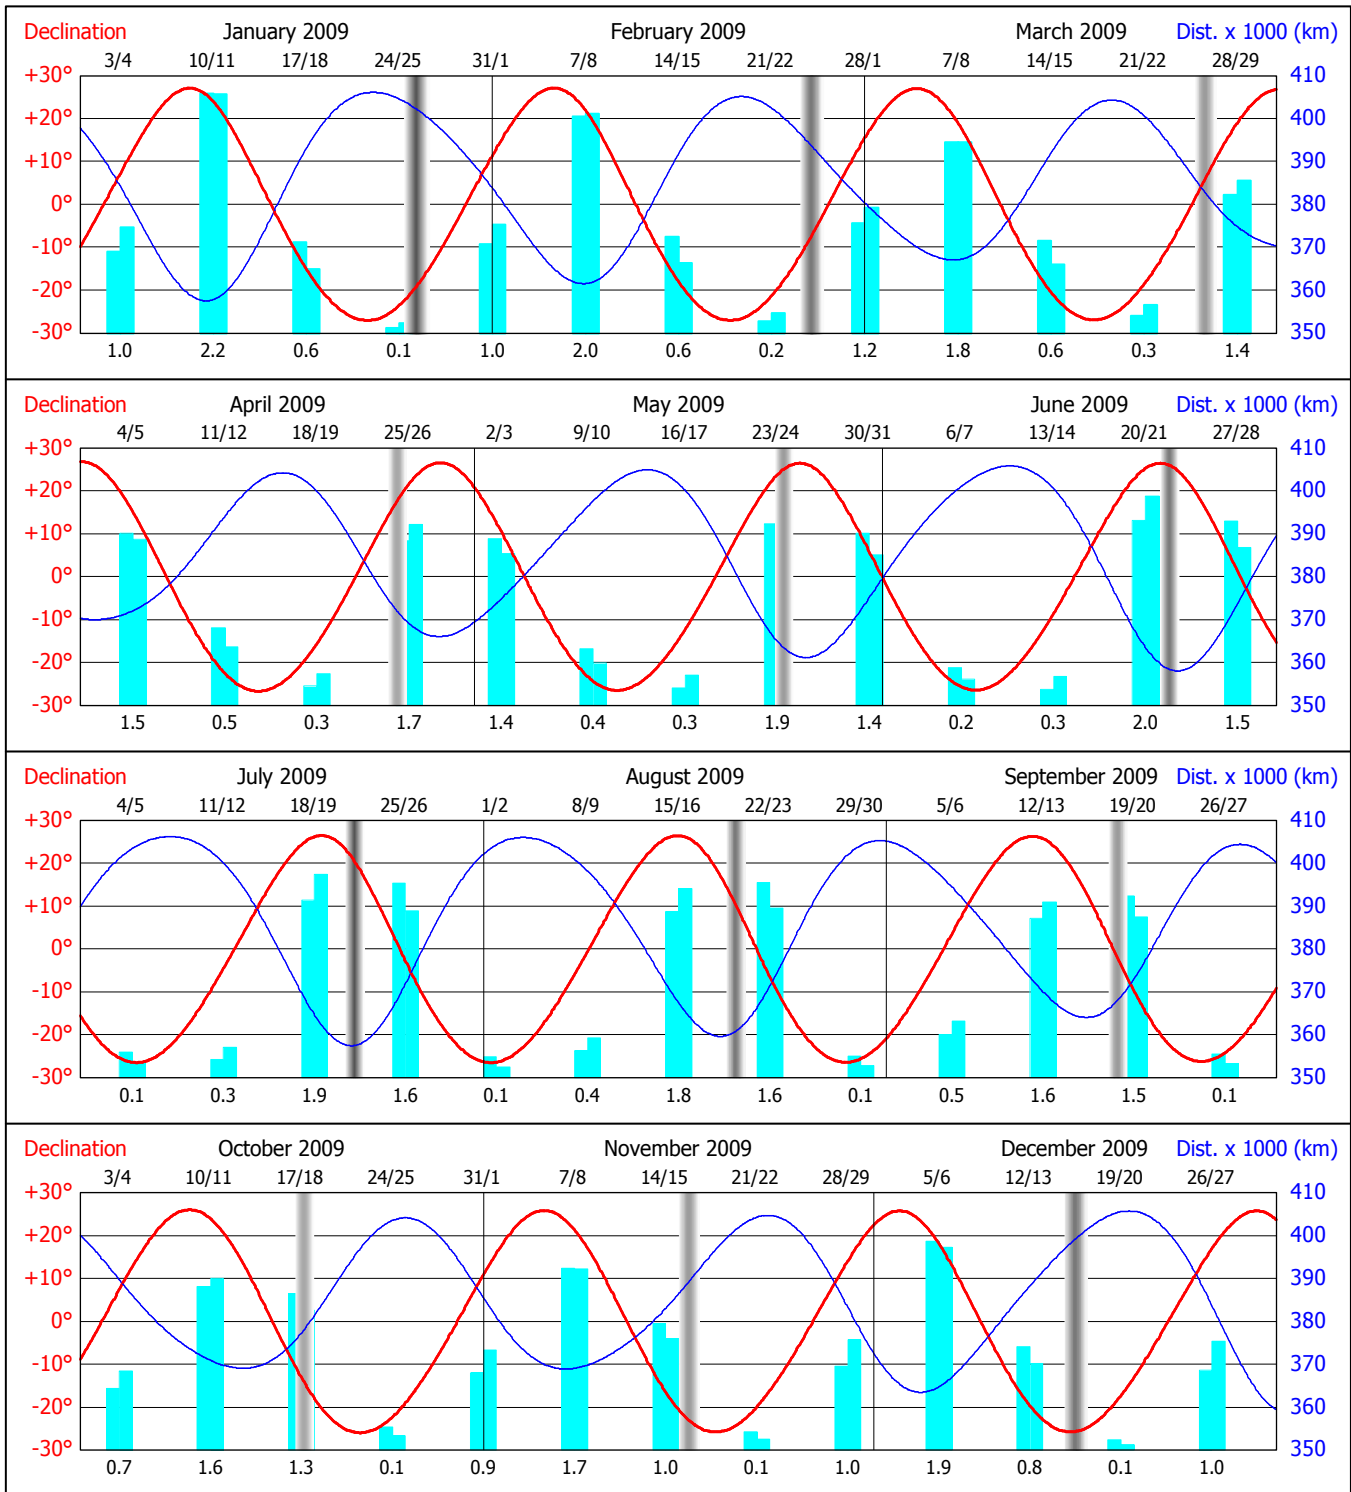 Declination January 2009 February 2009 March 2009 Dist. x 1000 (km)
3/4 10/11 17/18 24/25 31/1 7/8 14/15 21/22 28/1 7/8 14/15 21/22 28/29
+30° 410
+20° 400
+10° 390
0° 380
-10° 370
-20° 360
-30° 350
1.0 2.2 0.6 0.1 1.0 2.0 0.6 0.2 1.2 1.8 0.6 0.3 1.4
Declination April 2009 May 2009 June 2009 Dist. x 1000 (km)
4/5 11/12 18/19 25/26 2/3 9/10 16/17 23/24 30/31 6/7 13/14 20/21 27/28
+30° 410
+20° 400
+10° 390
0° 380
-10° 370
-20° 360
-30° 350
1.5 0.5 0.3 1.7 1.4 0.4 0.3 1.9 1.4 0.2 0.3 2.0 1.5
Declination July 2009 August 2009 September 2009 Dist. x 1000 (km)
4/5 11/12 18/19 25/26 1/2 8/9 15/16 22/23 29/30 5/6 12/13 19/20 26/27
+30° 410
+20° 400
+10° 390
0° 380
-10° 370
-20° 360
-30° 350
0.1 0.3 1.9 1.6 0.1 0.4 1.8 1.6 0.1 0.5 1.6 1.5 0.1
Declination October 2009 November 2009 December 2009 Dist. x 1000 (km)
3/4 10/11 17/18 24/25 31/1 7/8 14/15 21/22 28/29 5/6 12/13 19/20 26/27
+30° 410
+20° 400
+10° 390
0° 380
-10° 370
-20° 360
-30° 350
0.7 1.6 1.3 0.1 0.9 1.7 1.0 0.1 1.0 1.9 0.8 0.1 1.0